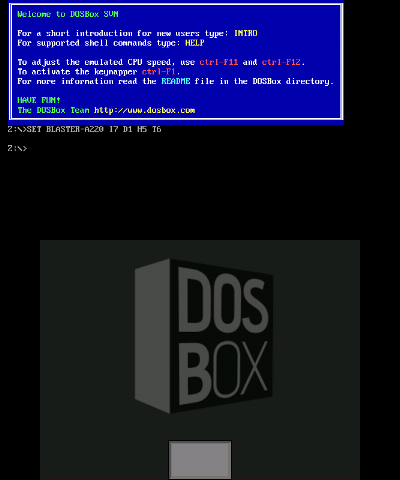 Welcome to DOSBox SVN
For a short introduction for new users type: INTRO
For supported shell commands type: HELP
To adjust the emulated CPU speed, use ctrl-F11 and ctrl-F12.
To activate the keymapper ctrl-F1.
For more information read the README file in the DOSBox directory.
HAVE FUN!
The DOSBox Team http://www.dosbox.com
Z:\>SET BLASTER=A220 I7 D1 H5 T6
Z:\>
DOS
BOX